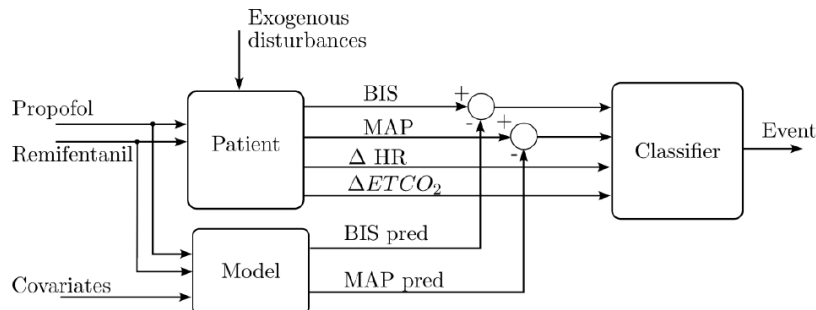 Exogenous
disturbances
Propofol
Remifentanil
Patient
BIS
+
-
MAP
+
-
Δ HR
ΔETCO₂
Classifier
Event
BIS pred
Model
MAP pred
Covariates